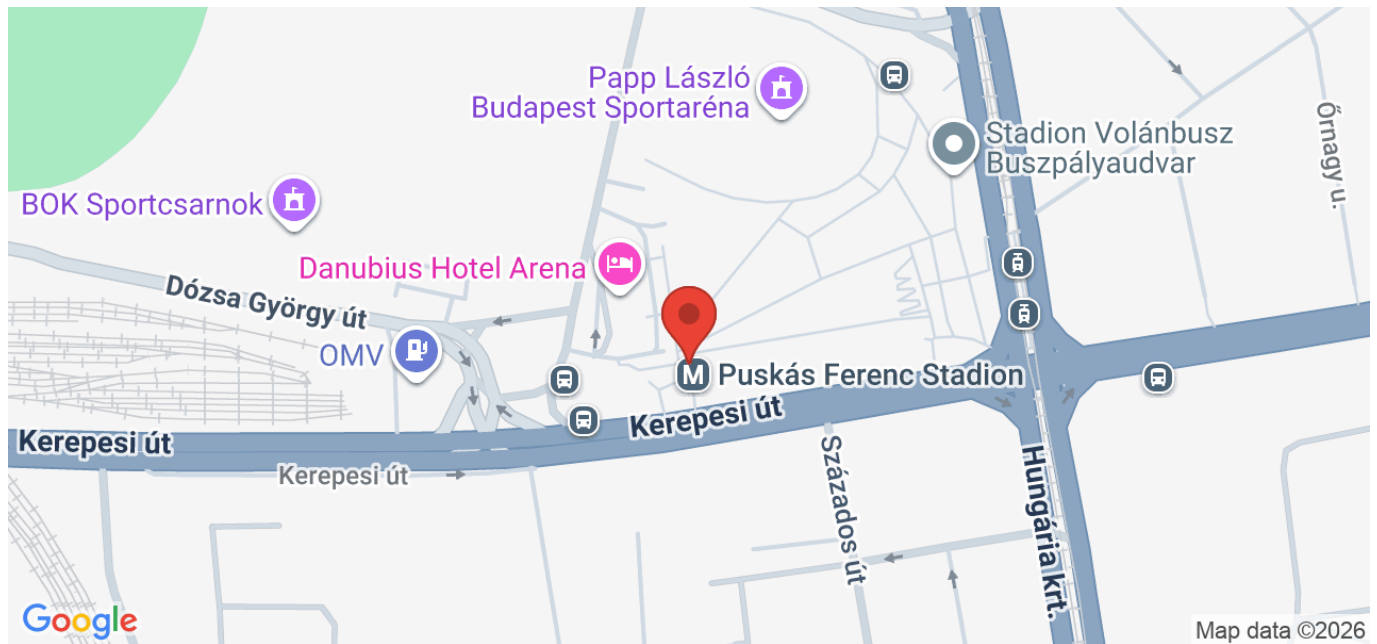 Papp László
Budapest Sportaréna
Stadion Volánbusz
Buszpályaudvar
Őrnagy u.
BOK Sportcsarnok
Danubius Hotel Arena
Dózsa György út
OMV
M
Puskás Ferenc Stadion
Kerepesi út
Kerepesi út
Kerepesi út
Százados út
Hungária krt.
Google
Map data ©2026